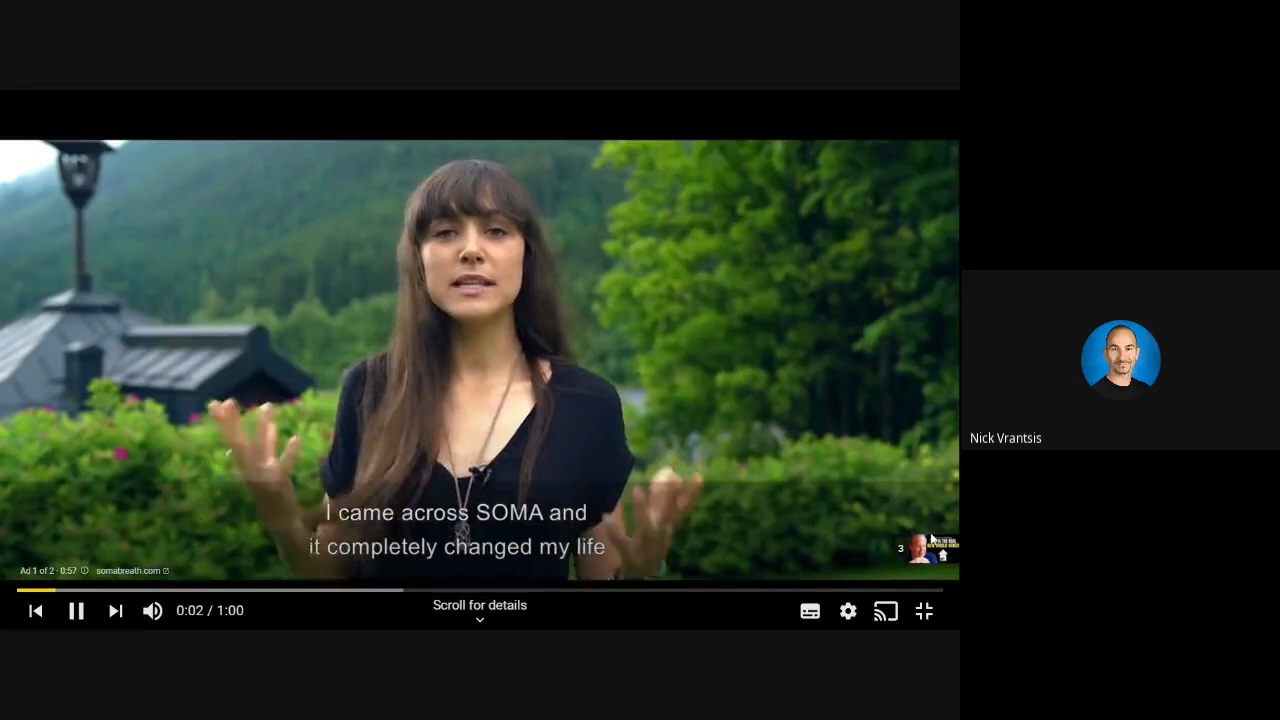 I came across SOMA and
it completely changed my life
3
Ad 1 of 2 · 0:57
somabreath.com
0:02 / 1:00
Scroll for details
Nick Vrantsis